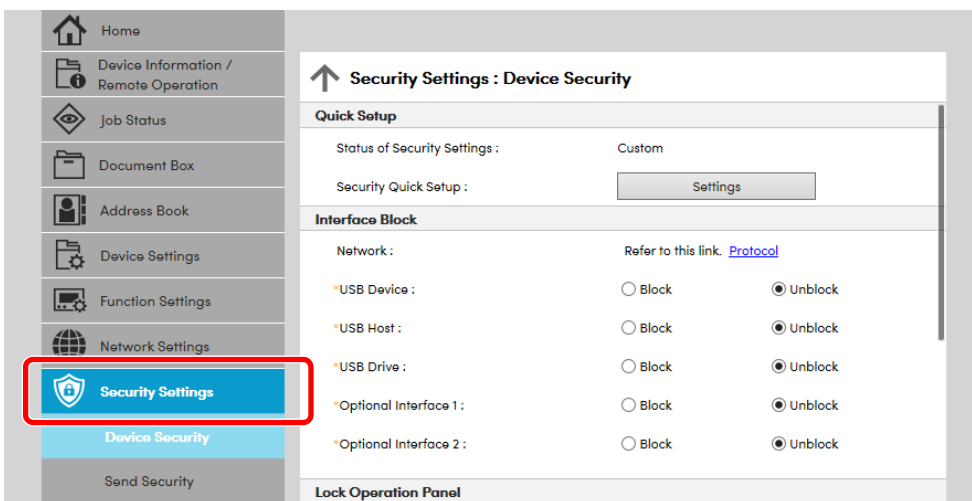 Home
Device Information /
Remote Operation
Job Status
Document Box
Address Book
Device Settings
Function Settings
Network Settings
Security Settings
Device Security
Send Security
Security Settings : Device Security
Quick Setup
Status of Security Settings : Custom
Security Quick Setup : Settings
Interface Block
Network : Refer to this link. Protocol
*USB Device : Block Unblock
*USB Host : Block Unblock
*USB Drive : Block Unblock
*Optional Interface 1 : Block Unblock
*Optional Interface 2 : Block Unblock
Lock Operation Panel